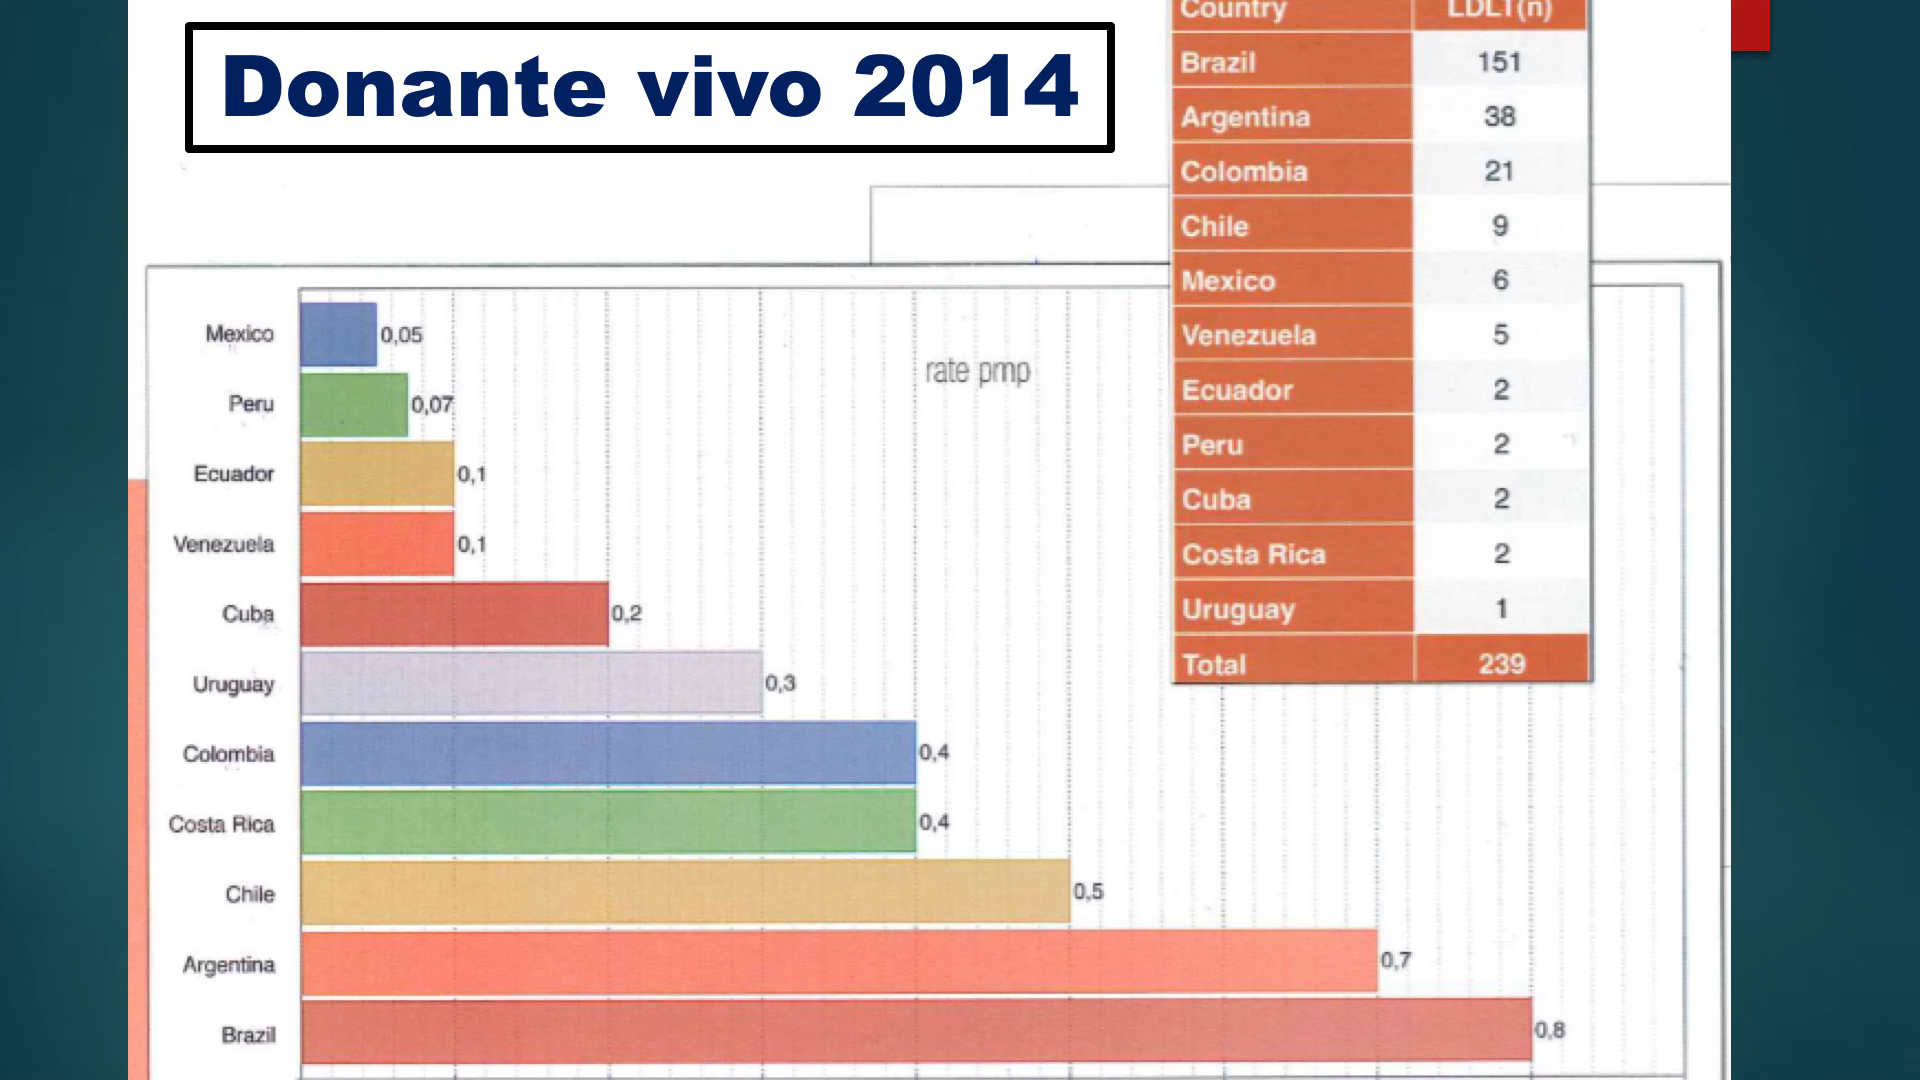 Donante vivo 2014
Country LDLT(n)
Brazil 151
Argentina 38
Colombia 21
Chile 9
Mexico 6
Venezuela 5
Ecuador 2
Peru 2
Cuba 2
Costa Rica 2
Uruguay 1
Total 239
rate pmp
Mexico 0,05
Peru 0,07
Ecuador 0,1
Venezuela 0,1
Cuba 0,2
Uruguay 0,3
Colombia 0,4
Costa Rica 0,4
Chile 0,5
Argentina 0,7
Brazil 0,8